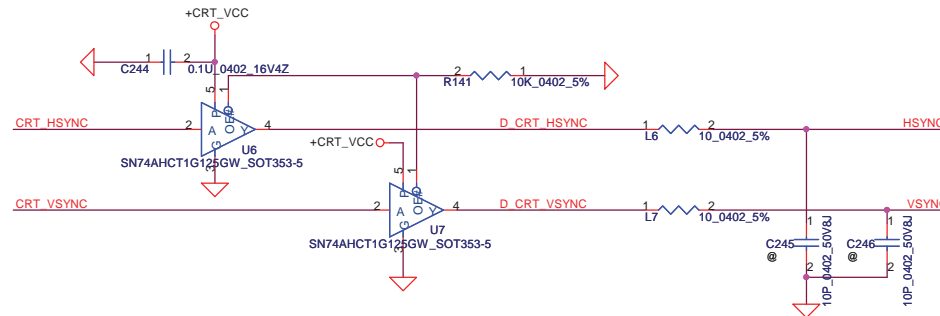 +CRT_VCC
1
2
C244
0.1U_0402_16V4Z
2
1
R141
10K_0402_5%
5
1
P
OE#
CRT_HSYNC
2
A
Y
4
D_CRT_HSYNC
1
2
L6
10_0402_5%
HSYNC
G
3
U6
SN74AHCT1G125GW_SOT353-5
+CRT_VCC
5
1
P
OE#
CRT_VSYNC
2
A
Y
4
D_CRT_VSYNC
1
2
L7
10_0402_5%
VSYNC
G
3
U7
SN74AHCT1G125GW_SOT353-5
1
C245
@
2
10P_0402_50V8J
1
C246
@
2
10P_0402_50V8J